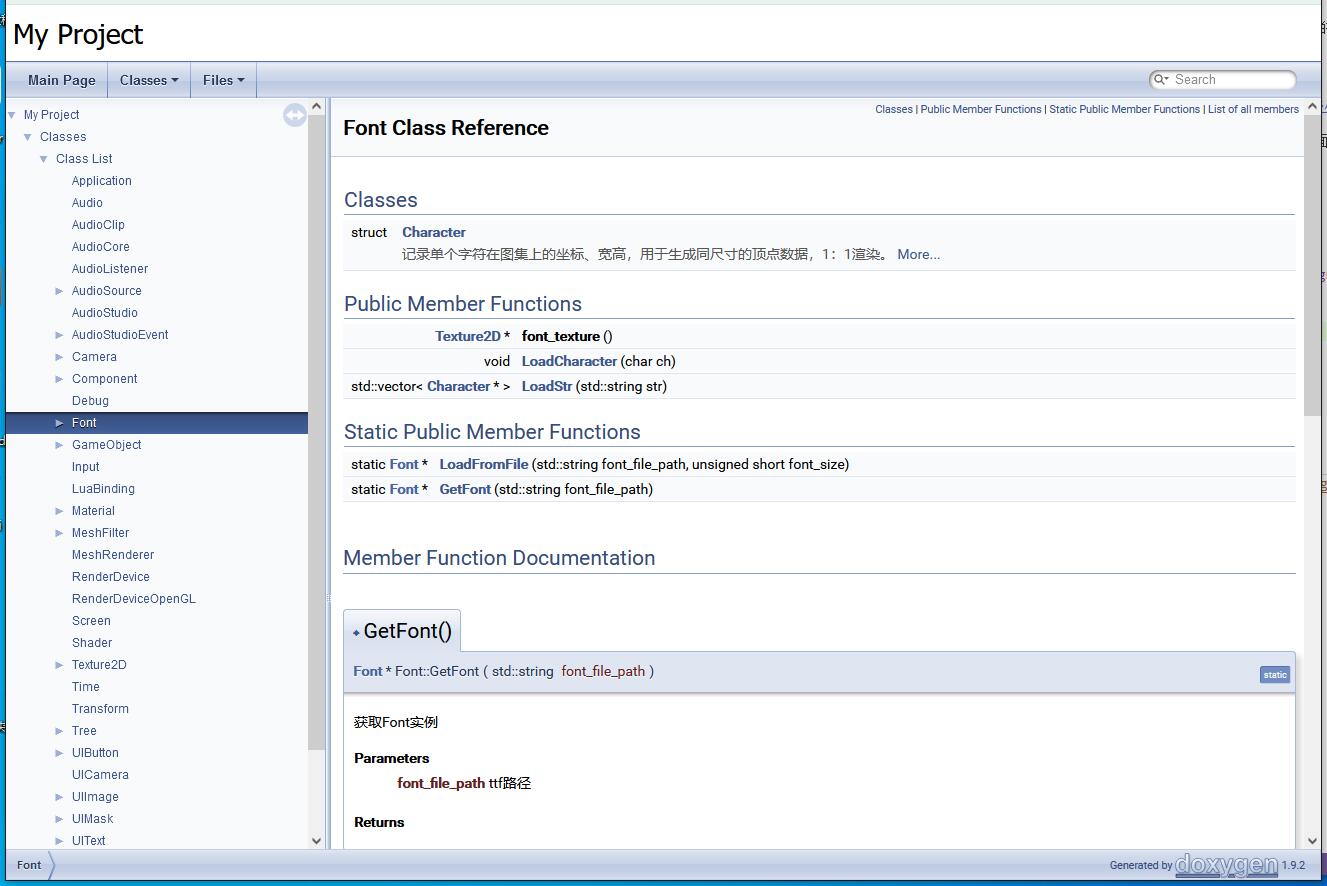 My Project
Main Page
Classes
Files
Search
My Project
Classes
Class List
Application
Audio
AudioClip
AudioCore
AudioListener
AudioSource
AudioStudio
AudioStudioEvent
Camera
Component
Debug
Font
GameObject
Input
LuaBinding
Material
MeshFilter
MeshRenderer
RenderDevice
RenderDeviceOpenGL
Screen
Shader
Texture2D
Time
Transform
Tree
UIButton
UICamera
UIImage
UIMask
UIText
Classes | Public Member Functions | Static Public Member Functions | List of all members
Font Class Reference
Classes
struct Character
记录单个字符在图集上的坐标、宽高，用于生成同尺寸的顶点数据，1：1渲染。 More...
Public Member Functions
Texture2D * font_texture ()
void LoadCharacter (char ch)
std::vector< Character * > LoadStr (std::string str)
Static Public Member Functions
static Font * LoadFromFile (std::string font_file_path, unsigned short font_size)
static Font * GetFont (std::string font_file_path)
Member Function Documentation
GetFont()
Font * Font::GetFont ( std::string font_file_path )
static
获取Font实例
Parameters
font_file_path ttf路径
Returns
Font
Generated by doxygen 1.9.2